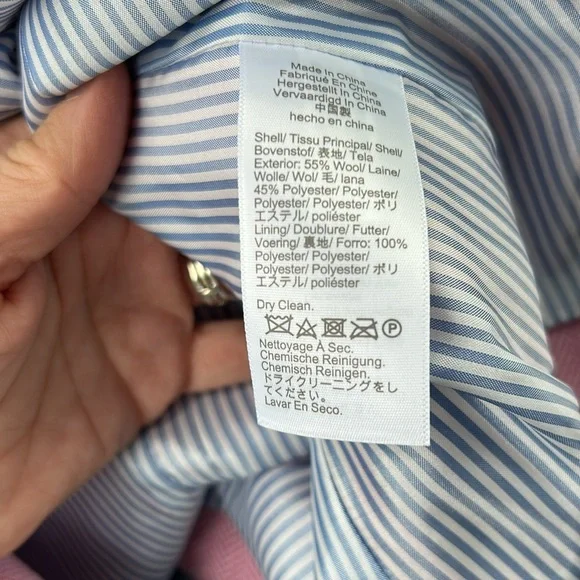 Made In China
Fabriqué En China
Hergestellt In China
Vervaardigd In China
中国製
hecho en china
Shell/ Tissu Principal/ Shell/
Bovenstof/ 表地/ Tela
Exterior: 55% Wool/ Laine/
Wolle/ Wol/ 毛/ lana
45% Polyester/ Polyester/
Polyester/ Polyester/ ポリ
エステル/ poliéster
Lining/ Doublure/ Futter/
Voering/ 裏地/ Forro: 100%
Polyester/ Polyester/
Polyester/ Polyester/ ポリ
エステル/ poliéster
Dry Clean.
P
Nettoyage À Sec.
Chemische Reinigung.
Chemisch Reinigen.
ドライクリーニングをし
てください。
Lavar En Seco.